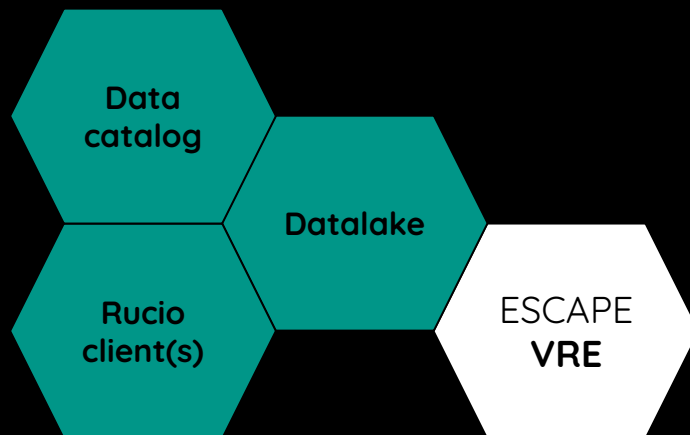 Data
catalog
Datalake
Rucio
client(s)
ESCAPE
VRE